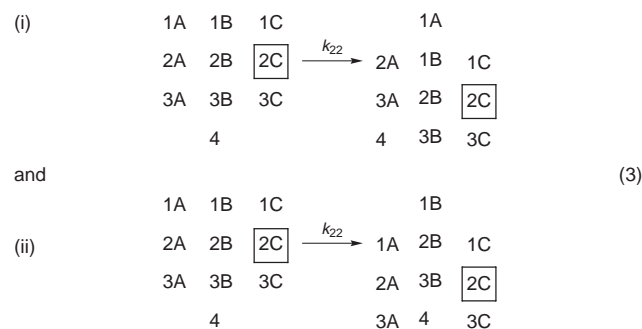 (i)
1A 1B 1C 1A
2A 2B 2C k22 2A 1B 1C
3A 3B 3C 3A 2B 2C
4 4 3B 3C
and (3)
1A 1B 1C 1B
(ii) 2A 2B 2C k22 1A 2B 1C
3A 3B 3C 2A 3B 2C
4 3A 4 3C